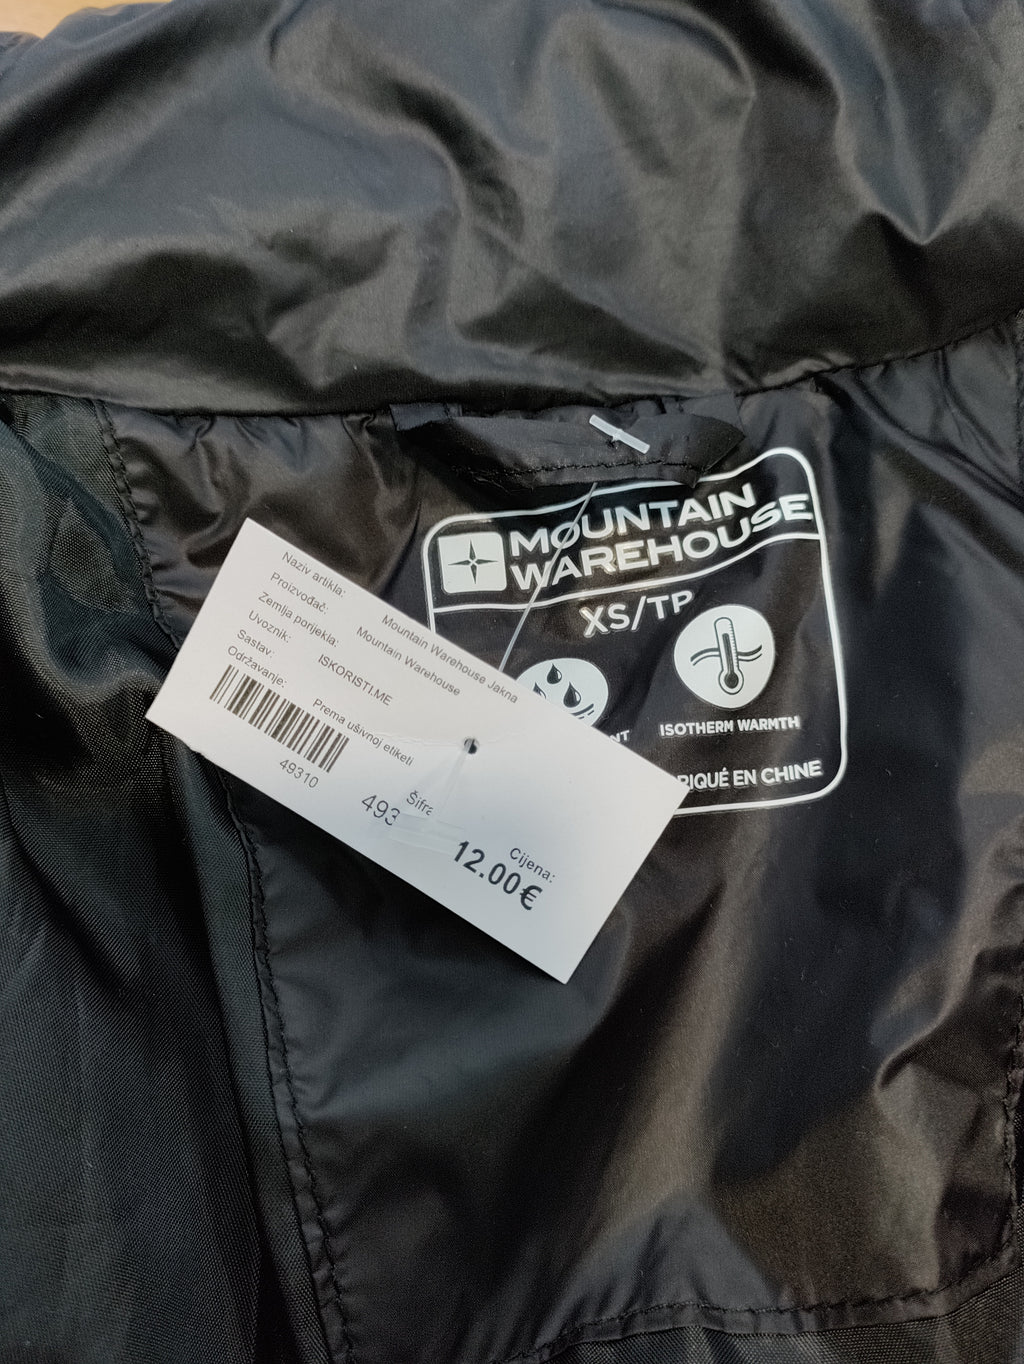 MOUNTAIN
WAREHOUSE
XS/TP
ISOTHERM WARMTH
EN CHINE
Naziv artikla: Mountain Warehouse Jakna
Proizvođač: Mountain Warehouse
Zemlja porijekla:
Uvoznik: ISKORISTI.ME
Sastav:
Održavanje: Prema ušivnoj etiketi
49310
Šifra
493
Cijena:
12.00€